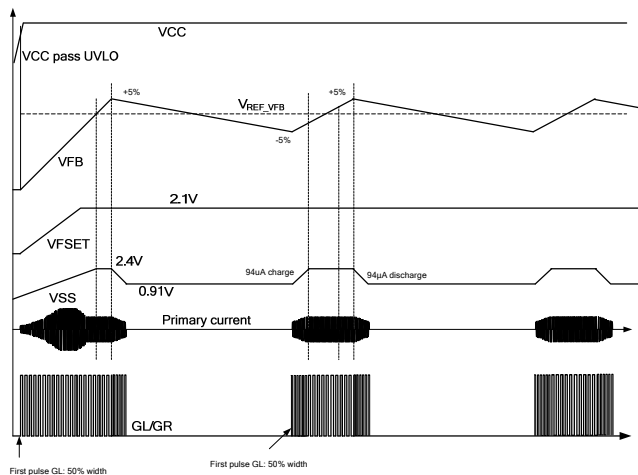 VCC
VCC pass UVLO
+5%
VREF_VFB
+5%
-5%
VFB
2.1V
VFSET
2.4V
94uA charge
94µA discharge
0.91V
VSS
Primary current
GL/GR
First pulse GL: 50% width
First pulse GL: 50% width